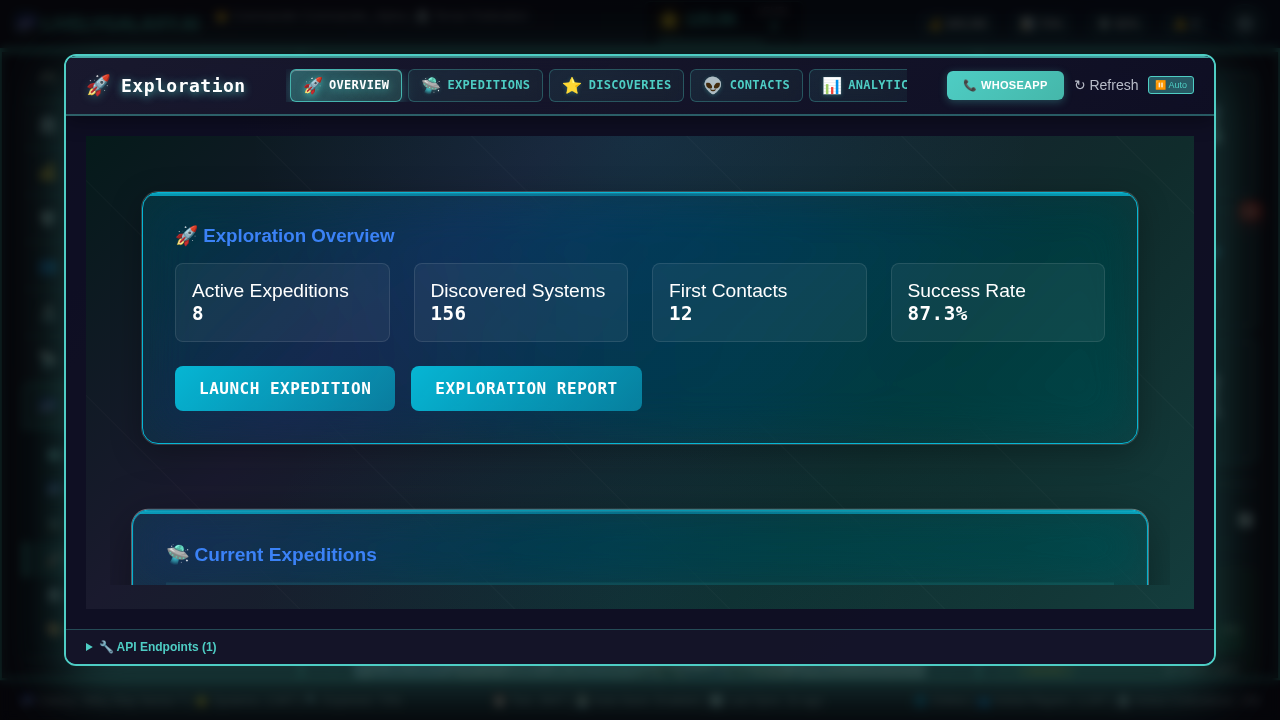 🚀 Exploration
🚀 OVERVIEW
🛸 EXPEDITIONS
⭐ DISCOVERIES
👽 CONTACTS
📊 ANALYTIC
📞 WHOSEAPP
↻ Refresh
⏸️ Auto
🚀 Exploration Overview
Active Expeditions
8
Discovered Systems
156
First Contacts
12
Success Rate
87.3%
LAUNCH EXPEDITION
EXPLORATION REPORT
🛸 Current Expeditions
▶ 🔧 API Endpoints (1)